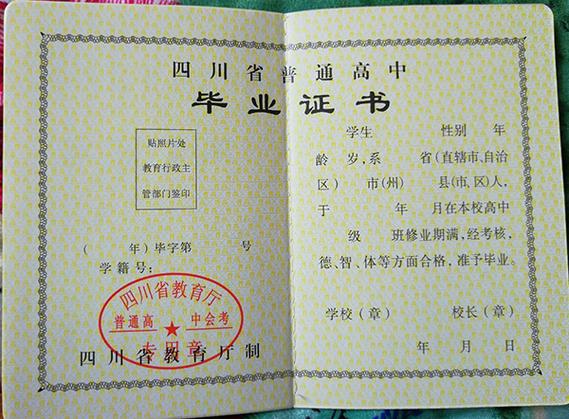 四川省普通高中
毕业证书
贴照片处
教育行政主
管部门鉴印
( 年)毕字第 号
学籍号：
四川省教育厅
普通高 中会考
专用章
四川省教育厅制
学生 性别 年
龄 岁,系 省(直辖市、自治
区) 市(州) 县(市、区)人,
于 年 月在本校高中
级 班修业期满,经考核,
德、智、体等方面合格,准予毕业。
学校(章) 校长(章)
年 月 日